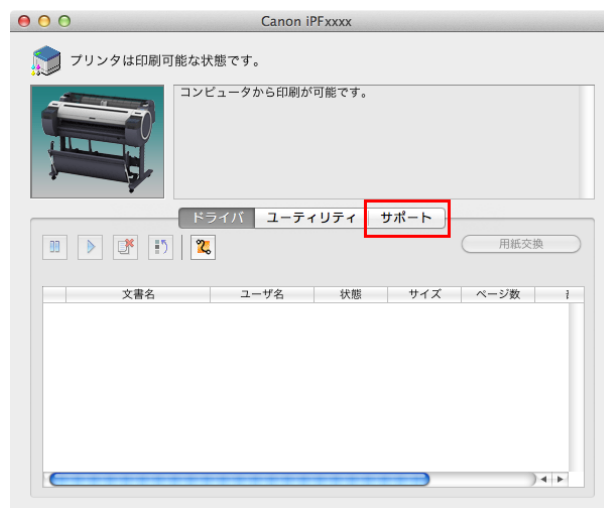 Canon iPFxxxx
プリンタは印刷可能な状態です。
コンピュータから印刷が可能です。
ドライバ ユーティリティ サポート
用紙交換
文書名 ユーザ名 状態 サイズ ページ数